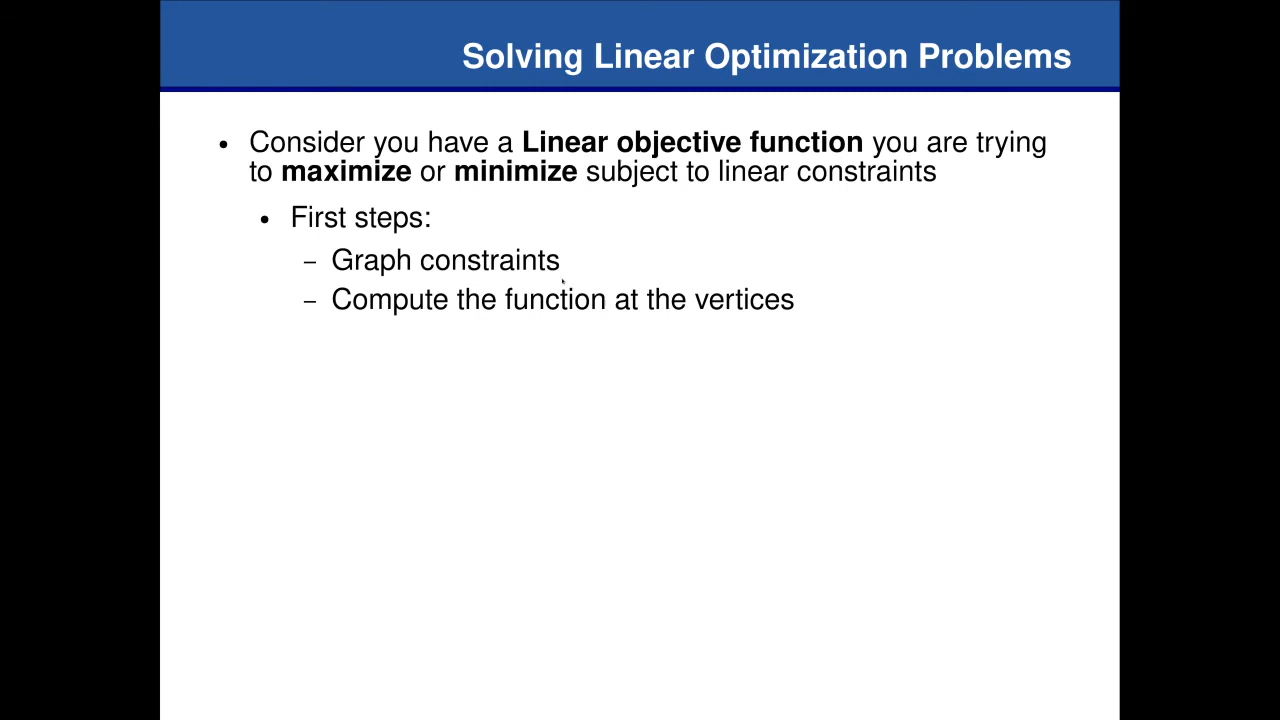 Solving Linear Optimization Problems
• Consider you have a Linear objective function you are trying
to maximize or minimize subject to linear constraints
• First steps:
– Graph constraints
– Compute the function at the vertices